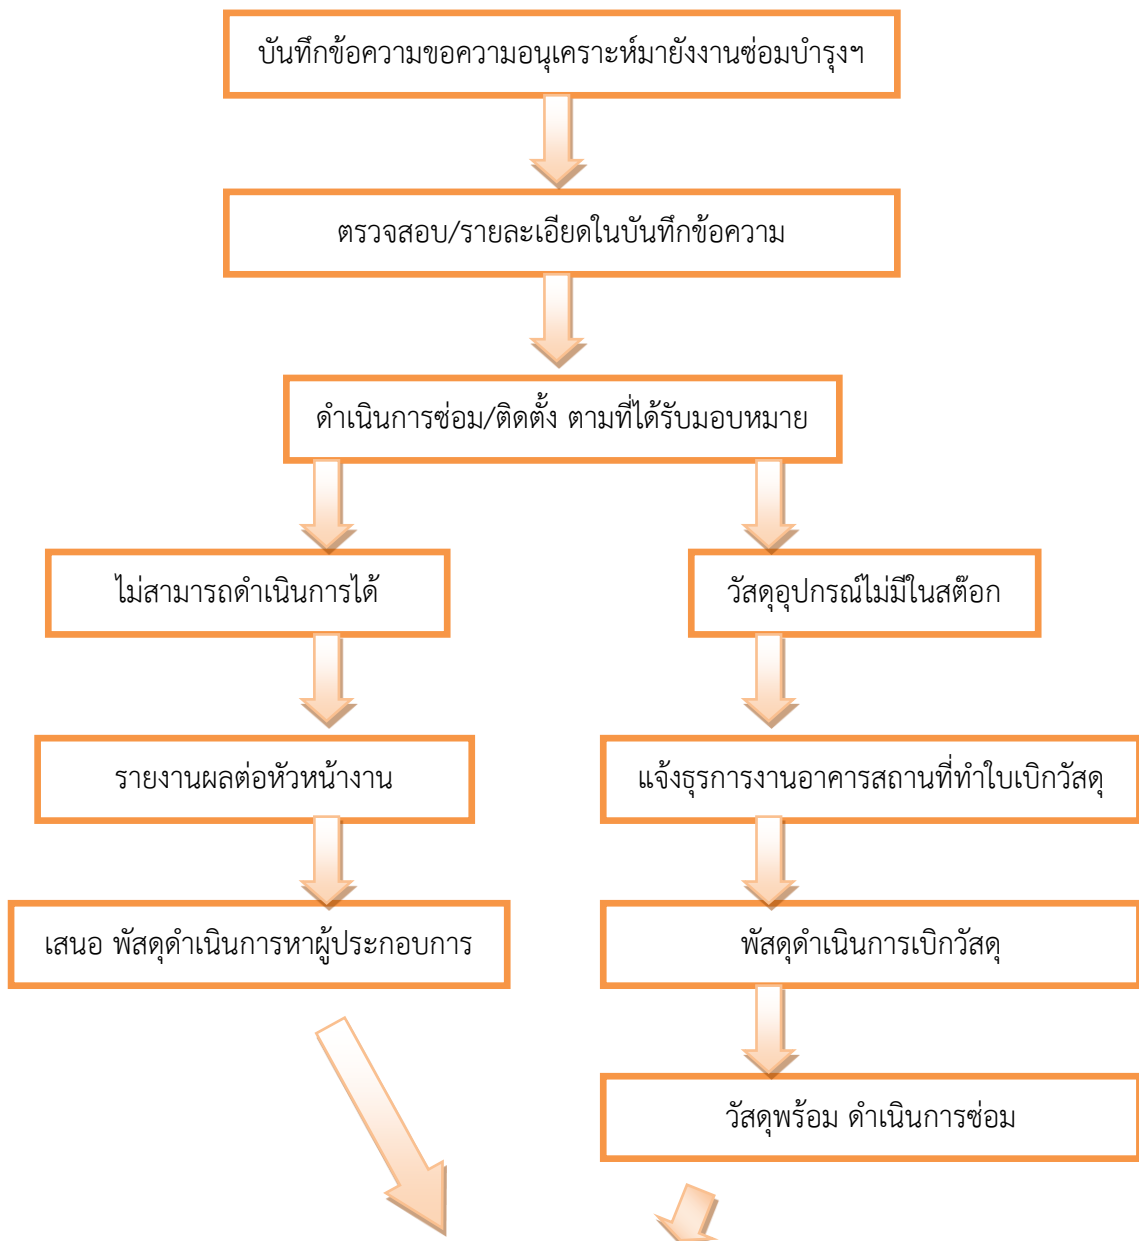 บันทึกข้อความขอความอนุเคราะห์มายังงานซ่อมบำรุงฯ
ตรวจสอบ/รายละเอียดในบันทึกข้อความ
ดำเนินการซ่อม/ติดตั้ง ตามที่ได้รับมอบหมาย
ไม่สามารถดำเนินการได้
วัสดุอุปกรณ์ไม่มีในสต๊อก
รายงานผลต่อหัวหน้างาน
แจ้งธุรการงานอาคารสถานที่ทำใบเบิกวัสดุ
เสนอ พัสดุดำเนินการหาผู้ประกอบการ
พัสดุดำเนินการเบิกวัสดุ
วัสดุพร้อม ดำเนินการซ่อม